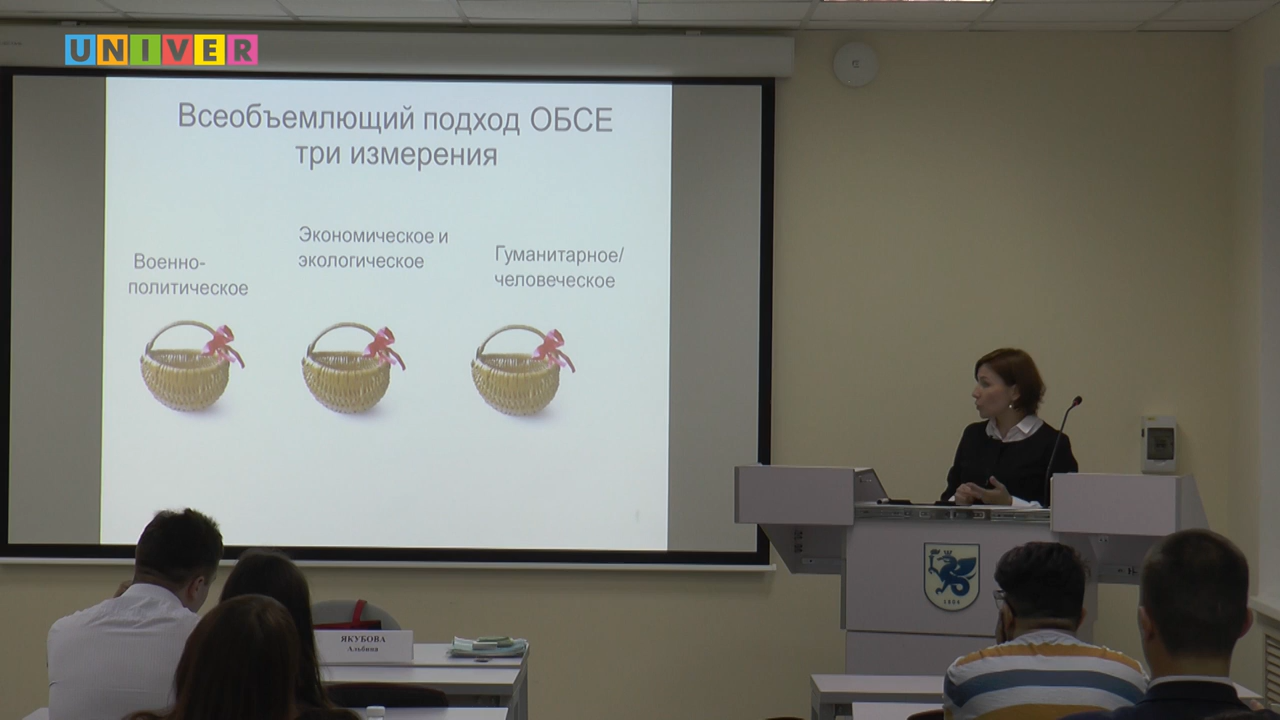 UNIVER
Всеобъемлющий подход ОБСЕ
три измерения
Военно-
политическое
Экономическое и
экологическое
Гуманитарное/
человеческое
ЯКУБОВА
Альбина